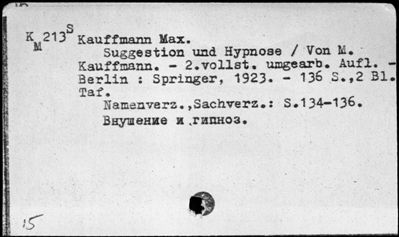 K 213 S Kauffmann Max.
M
Suggestion und Hypnose / Von M.
Kauffmann. - 2.vollst. umgearb. Aufl. -
Berlin : Springer, 1923. - 136 S.,2 Bl.
Taf.
Namenverz.,Sachverz.: S.134-136.
Внушение и гипноз.
15